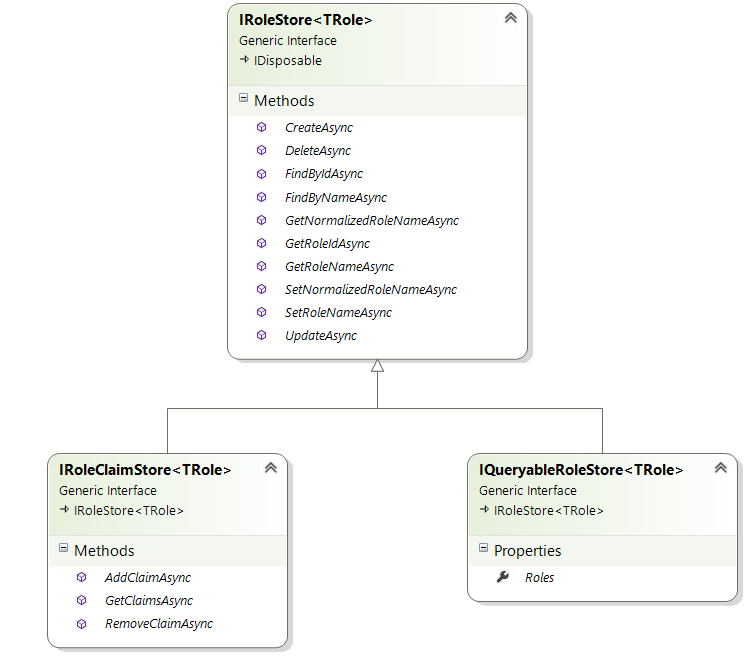 IRoleStore<TRole>
Generic Interface
IDisposable
Methods
CreateAsync
DeleteAsync
FindByIdAsync
FindByNameAsync
GetNormalizedRoleNameAsync
GetRoleIdAsync
GetRoleNameAsync
SetNormalizedRoleNameAsync
SetRoleNameAsync
UpdateAsync
IRoleClaimStore<TRole>
Generic Interface
IRoleStore<TRole>
Methods
AddClaimAsync
GetClaimsAsync
RemoveClaimAsync
IQueryableRoleStore<TRole>
Generic Interface
IRoleStore<TRole>
Properties
Roles